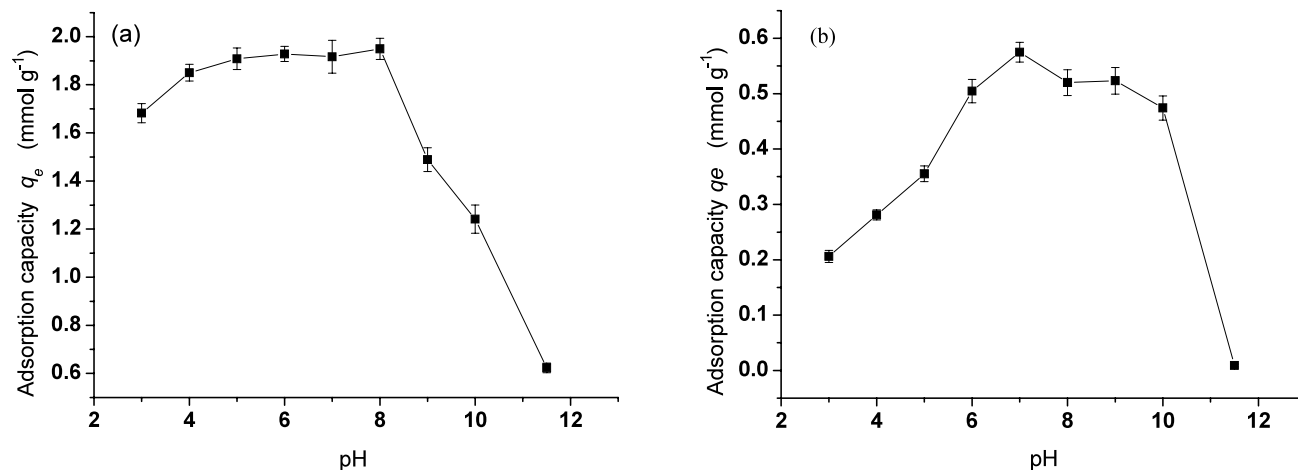 (a)
2.0
1.8
1.6
1.4
1.2
1.0
0.8
0.6
2 4 6 8 10 12
pH
Adsorption capacity qₑ (mmol g⁻¹)
(b)
0.6
0.5
0.4
0.3
0.2
0.1
0.0
2 4 6 8 10 12
pH
Adsorption capacity qe (mmol g⁻¹)